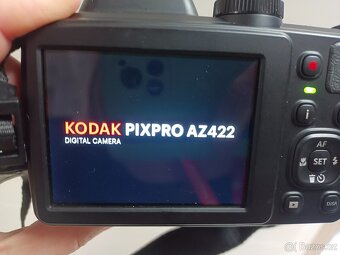 KODAK PIXPRO AZ422
DIGITAL CAMERA
i
AF
SET
DISP